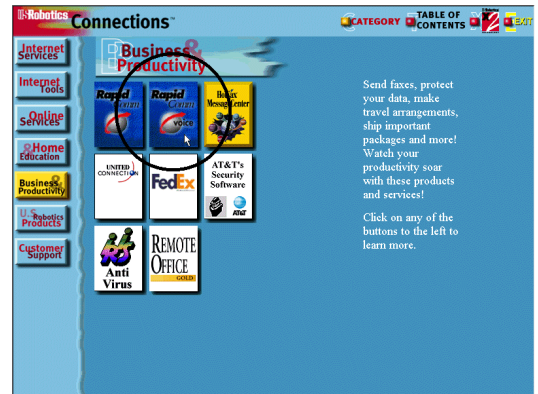 U.S. Robotics
Connections™
CATEGORY
TABLE OF
CONTENTS
X2
EXIT
Internet
Services
Internet
Tools
Online
Services
&Home
Education
Business&
Productivity
U.S. Robotics
Products
Customer
Support
Business&
Productivity
Rapid
Comm
Rapid
Comm
voice
HotFax
MessageCenter
UNITED
CONNECTION
FedEx
AT&T's
Security
Software
AT&T
Anti
Virus
REMOTE
OFFICE
GOLD
Send faxes, protect
your data, make
travel arrangements,
ship important
packages and more!
Watch your
productivity soar
with these products
and services!
Click on any of the
buttons to the left to
learn more.